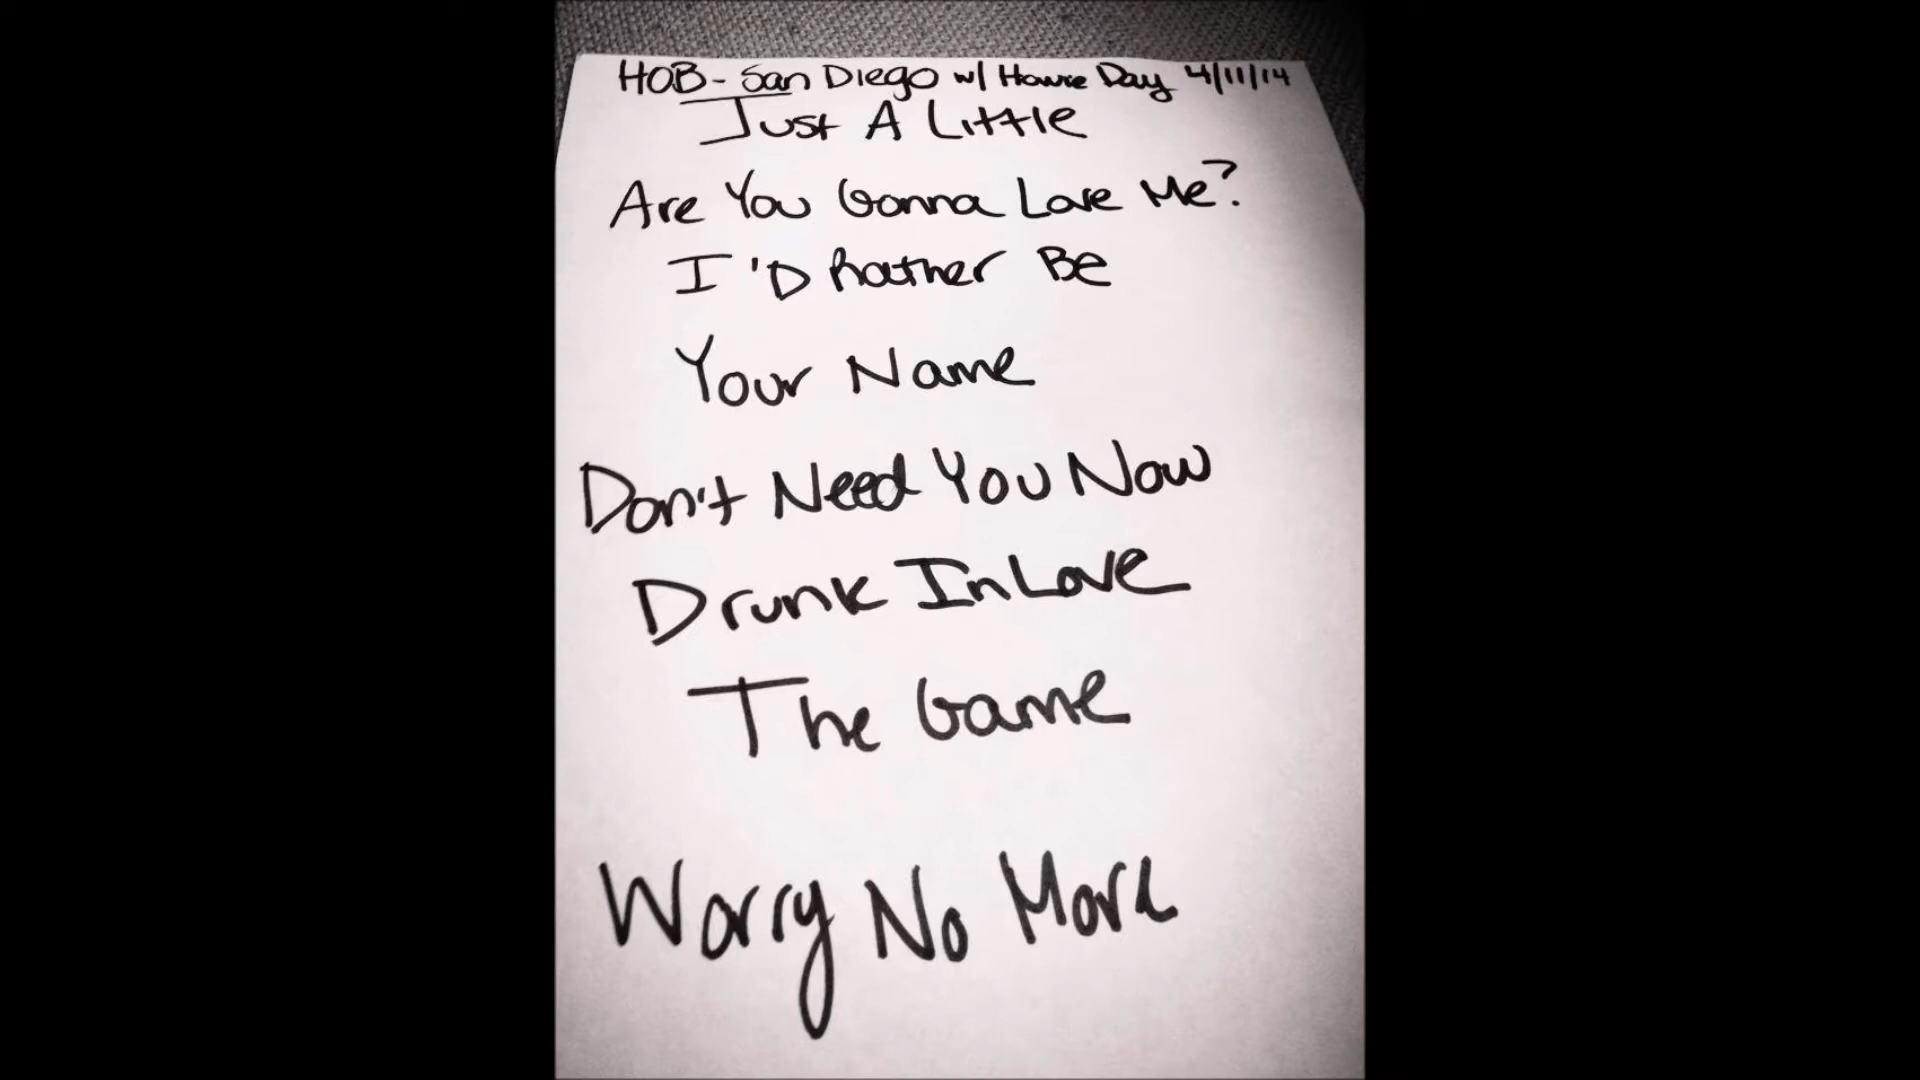 HOB - San Diego w/ Howie Day 4/11/14
Just A Little
Are You Gonna Love Me?
I'D Rather Be
Your Name
Don't Need You Now
Drunk In Love
The Game
Worry No More